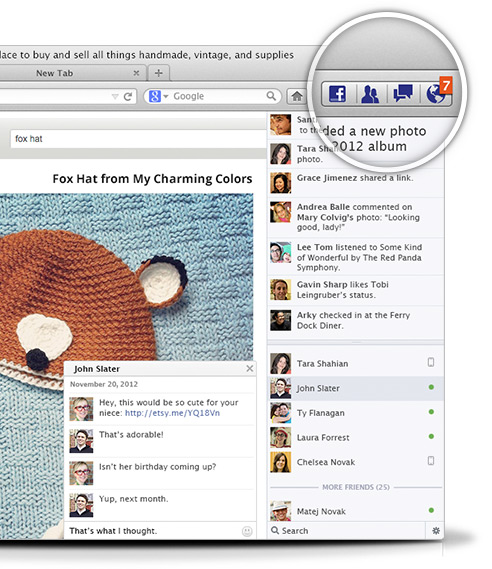 lace to buy and sell all things handmade, vintage, and supplies
New Tab
Google
7
fox hat
ded a new photo
2012 album
to the
Tara Shah
photo.
Grace Jimenez shared a link.
Andrea Balle commented on
Mary Colvig's photo: "Looking
good, lady!"
Lee Tom listened to Some Kind
of Wonderful by The Red Panda
Symphony.
Gavin Sharp likes Tobi
Leingruber's status.
Arky checked in at the Ferry
Dock Diner.
Fox Hat from My Charming Colors
John Slater
November 20, 2012
Hey, this would be so cute for your
niece: http://etsy.me/YQ18Vn
That's adorable!
Isn't her birthday coming up?
Yup, next month.
That's what I thought.
Tara Shahian
John Slater
Ty Flanagan
Laura Forrest
Chelsea Novak
MORE FRIENDS (25)
Matej Novak
Search